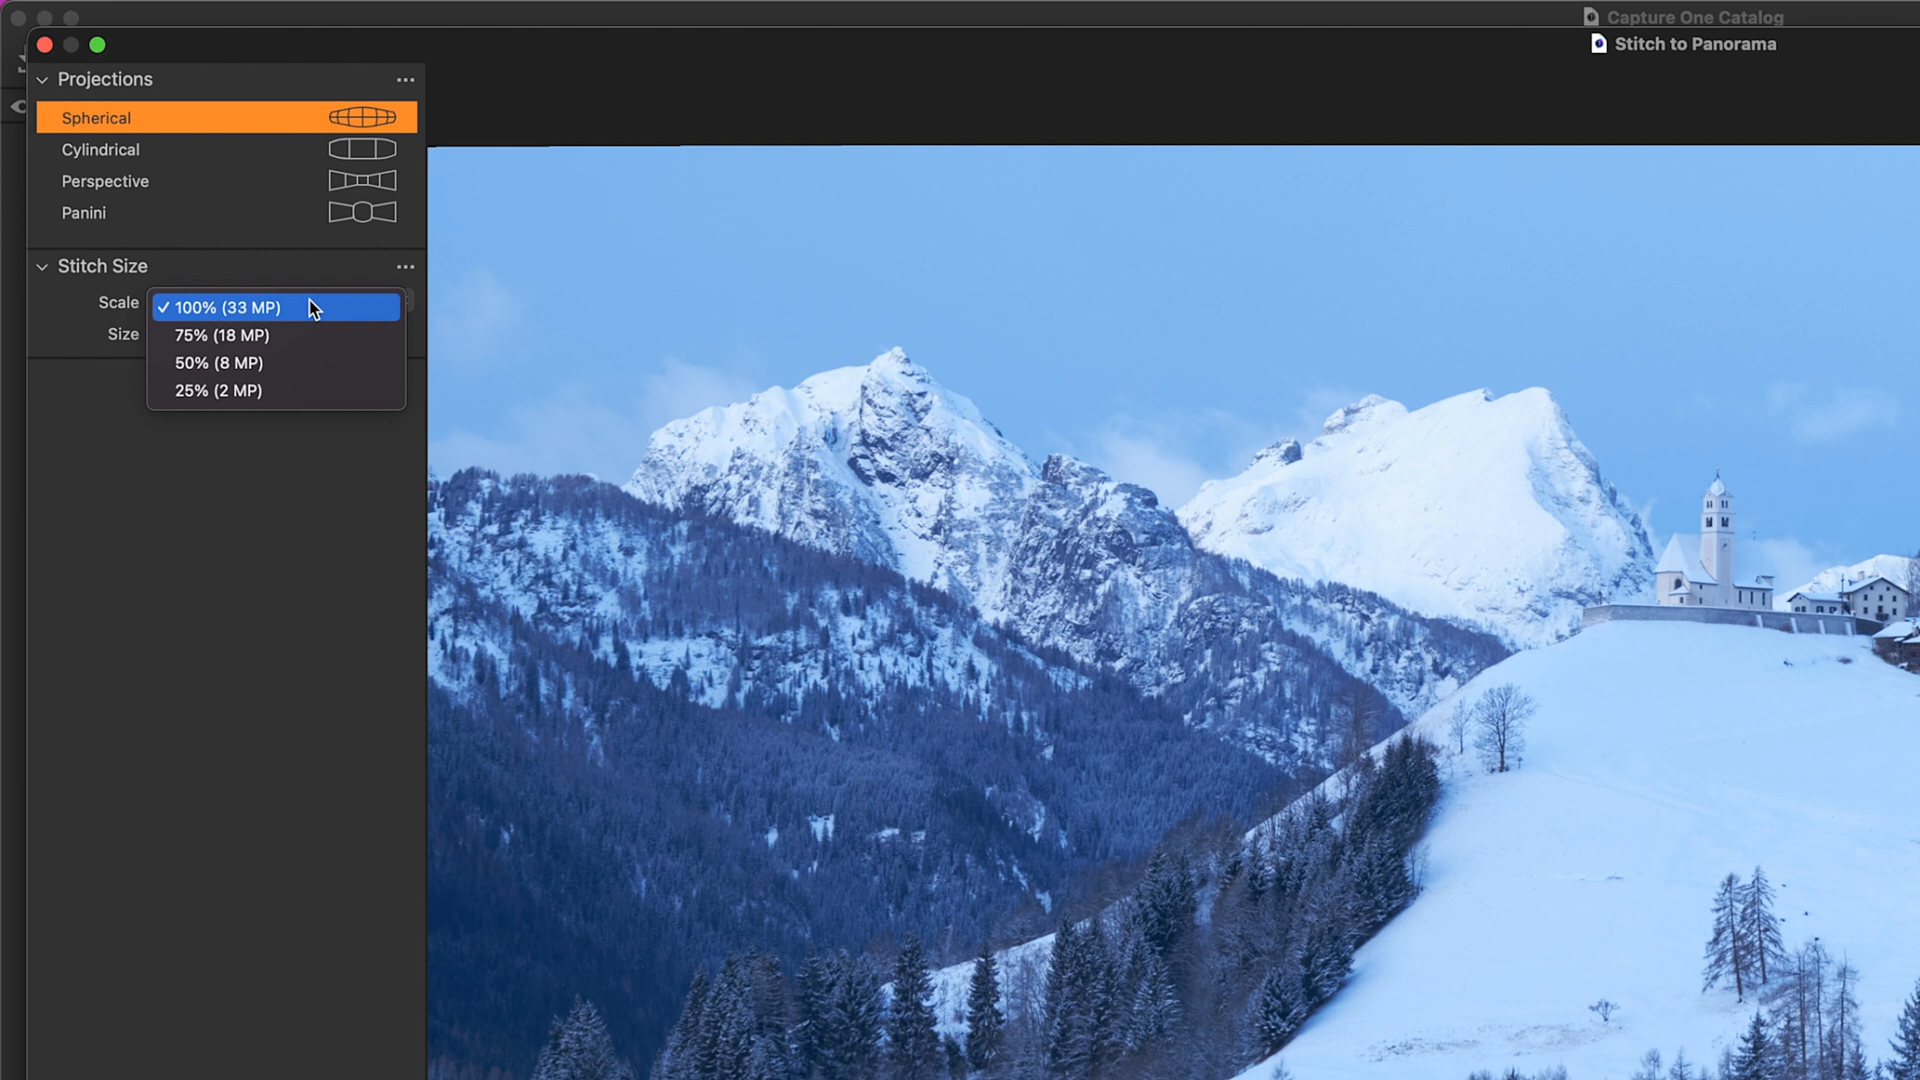 Capture One Catalog
Stitch to Panorama
Projections
Spherical
Cylindrical
Perspective
Panini
Stitch Size
Scale
✓ 100% (33 MP)
Size
75% (18 MP)
50% (8 MP)
25% (2 MP)